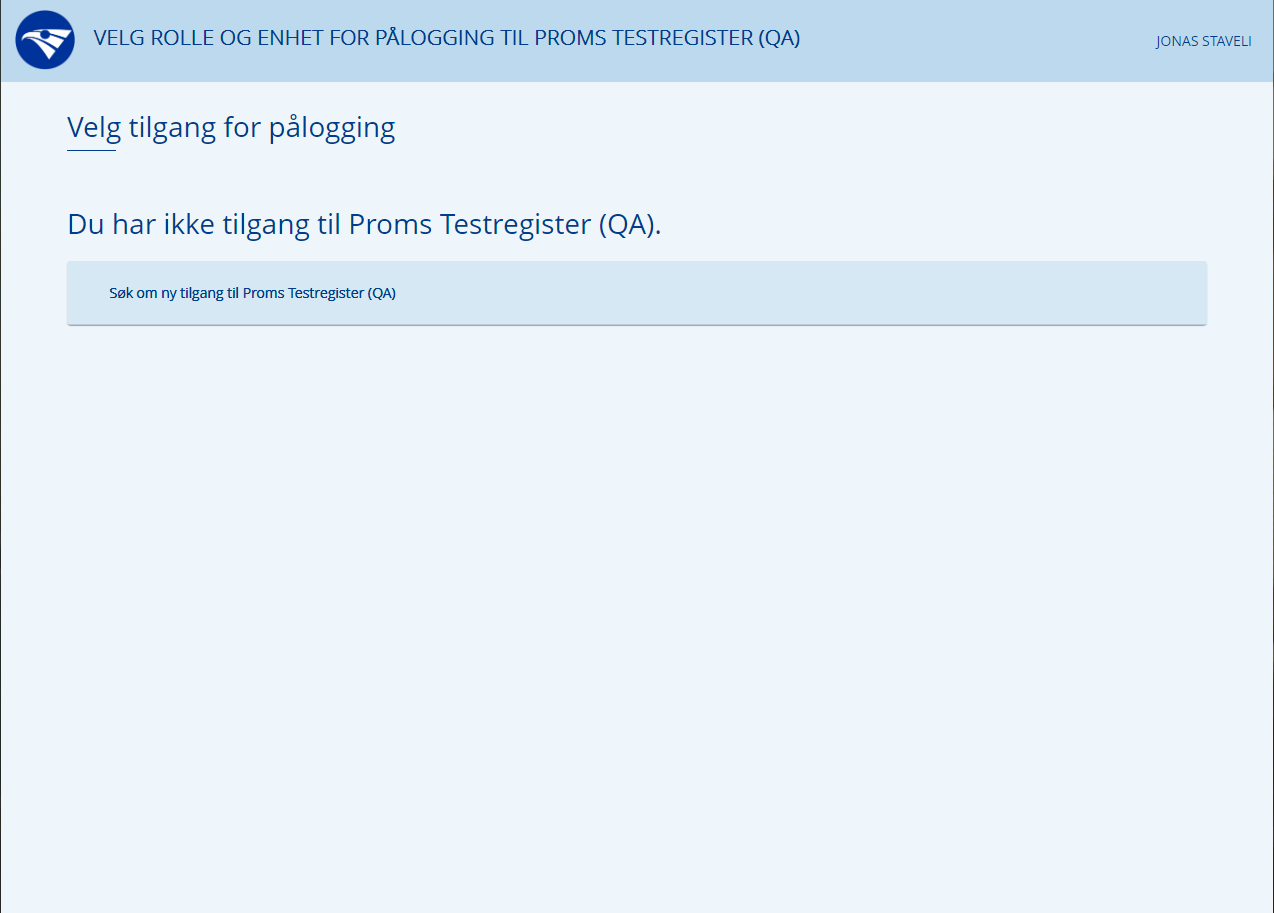 VELG ROLLE OG ENHET FOR PÅLOGGING TIL PROMS TESTREGISTER (QA)
JONAS STAVELI
Velg tilgang for pålogging
Du har ikke tilgang til Proms Testregister (QA).
Søk om ny tilgang til Proms Testregister (QA)